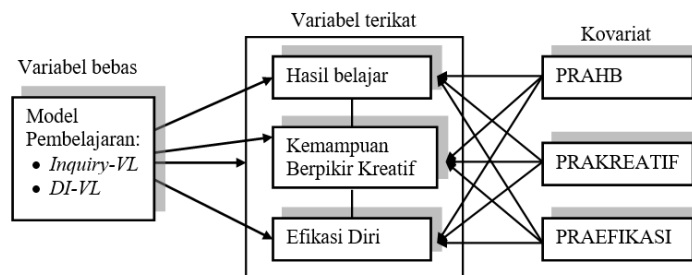 Variabel bebas
Model
Pembelajaran:
• Inquiry-VL
• DI-VL
Variabel terikat
Hasil belajar
Kemampuan
Berpikir Kreatif
Efikasi Diri
Kovariat
PRAHB
PRAKREATIF
PRAEFIKASI